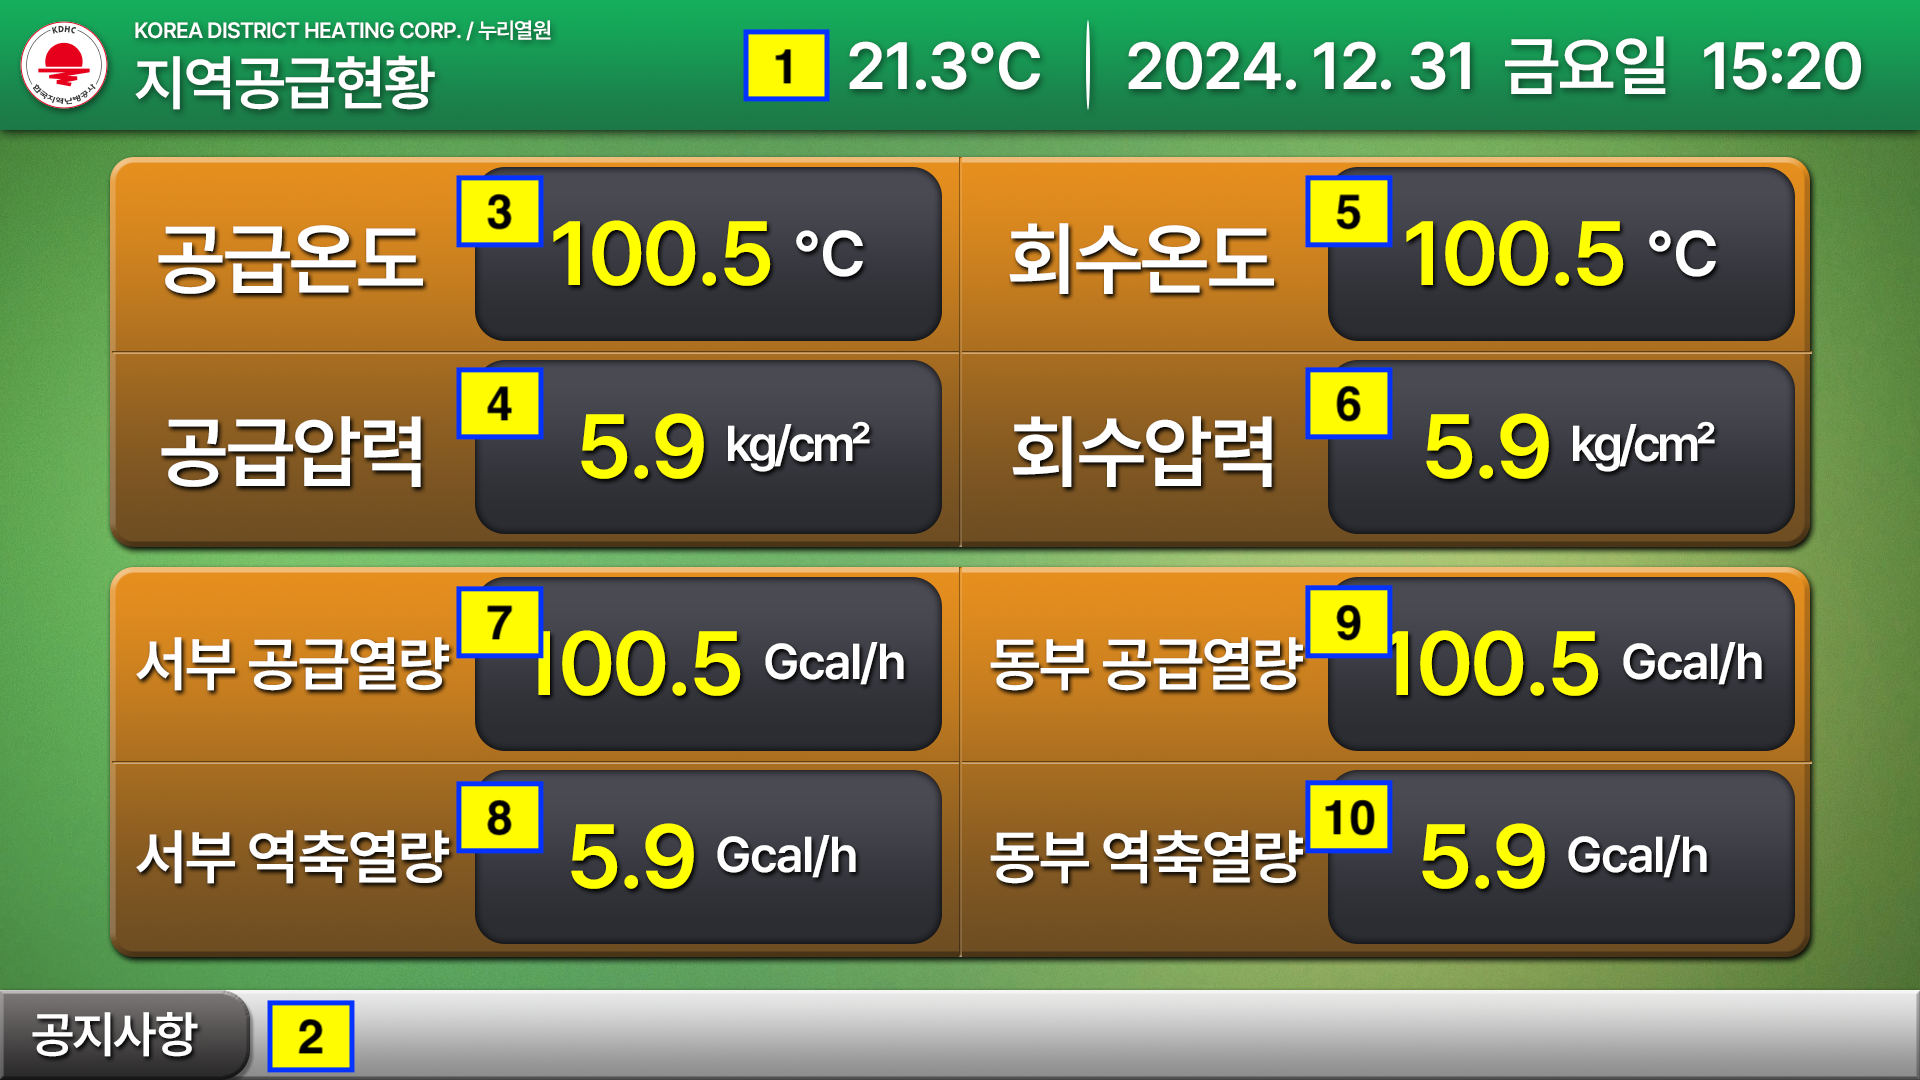 KDHC
한국지역난방공사
KOREA DISTRICT HEATING CORP. / 누리열원
지역공급현황
1 21.3°C 2024. 12. 31 금요일 15:20
공급온도 3 100.5 °C 회수온도 5 100.5 °C
공급압력 4 5.9 kg/cm² 회수압력 6 5.9 kg/cm²
서부 공급열량 7 100.5 Gcal/h 동부 공급열량 9 100.5 Gcal/h
서부 역축열량 8 5.9 Gcal/h 동부 역축열량 10 5.9 Gcal/h
공지사항 2